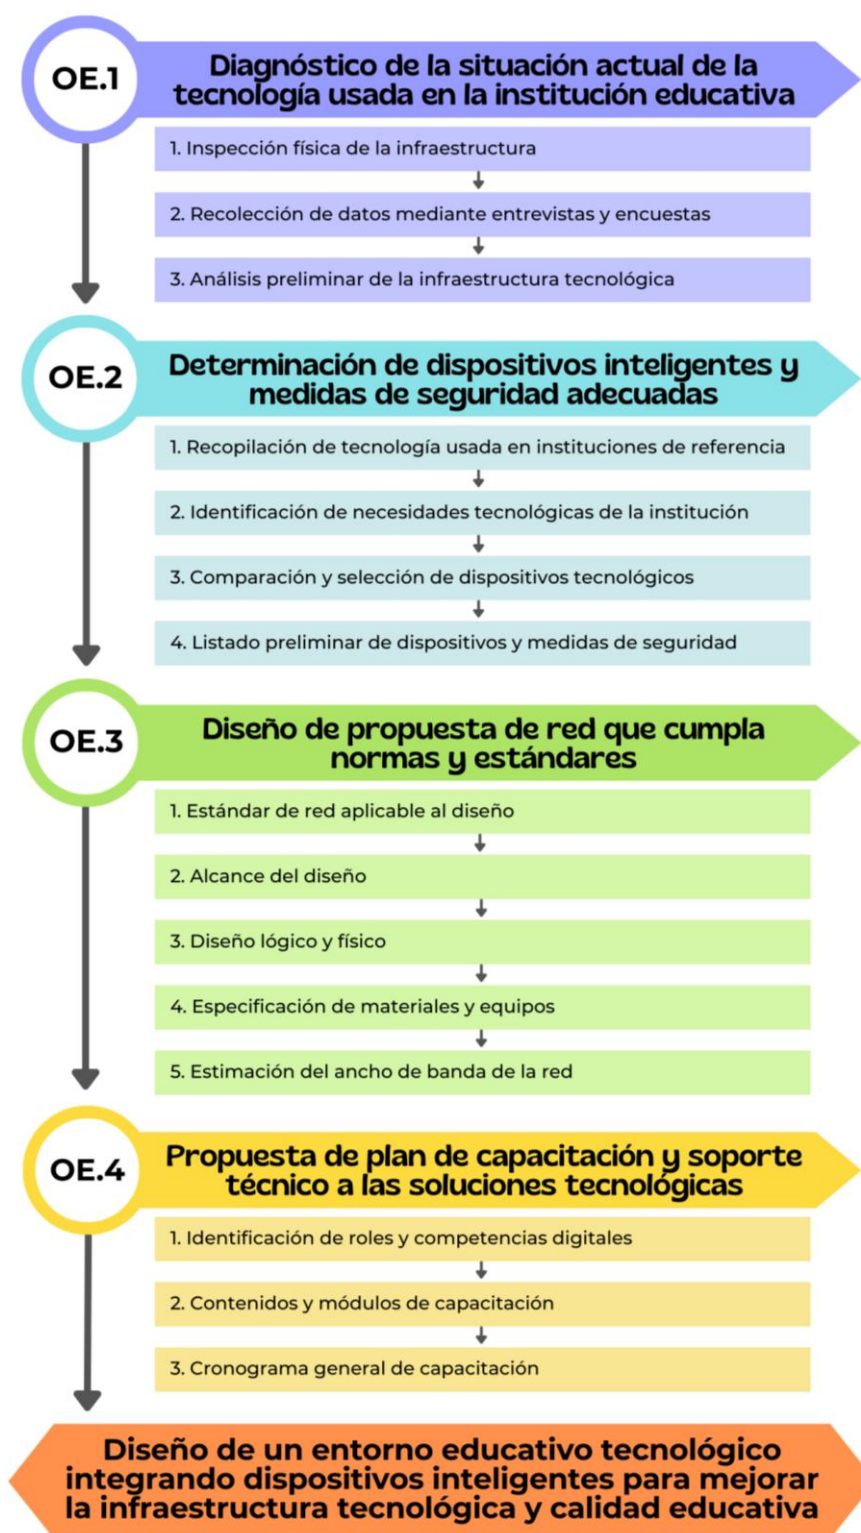 OE.1
Diagnóstico de la situación actual de la
tecnología usada en la institución educativa
1. Inspección física de la infraestructura
2. Recolección de datos mediante entrevistas y encuestas
3. Análisis preliminar de la infraestructura tecnológica
OE.2
Determinación de dispositivos inteligentes y
medidas de seguridad adecuadas
1. Recopilación de tecnología usada en instituciones de referencia
2. Identificación de necesidades tecnológicas de la institución
3. Comparación y selección de dispositivos tecnológicos
4. Listado preliminar de dispositivos y medidas de seguridad
OE.3
Diseño de propuesta de red que cumpla
normas y estándares
1. Estándar de red aplicable al diseño
2. Alcance del diseño
3. Diseño lógico y físico
4. Especificación de materiales y equipos
5. Estimación del ancho de banda de la red
OE.4
Propuesta de plan de capacitación y soporte
técnico a las soluciones tecnológicas
1. Identificación de roles y competencias digitales
2. Contenidos y módulos de capacitación
3. Cronograma general de capacitación
Diseño de un entorno educativo tecnológico
integrando dispositivos inteligentes para mejorar
la infraestructura tecnológica y calidad educativa